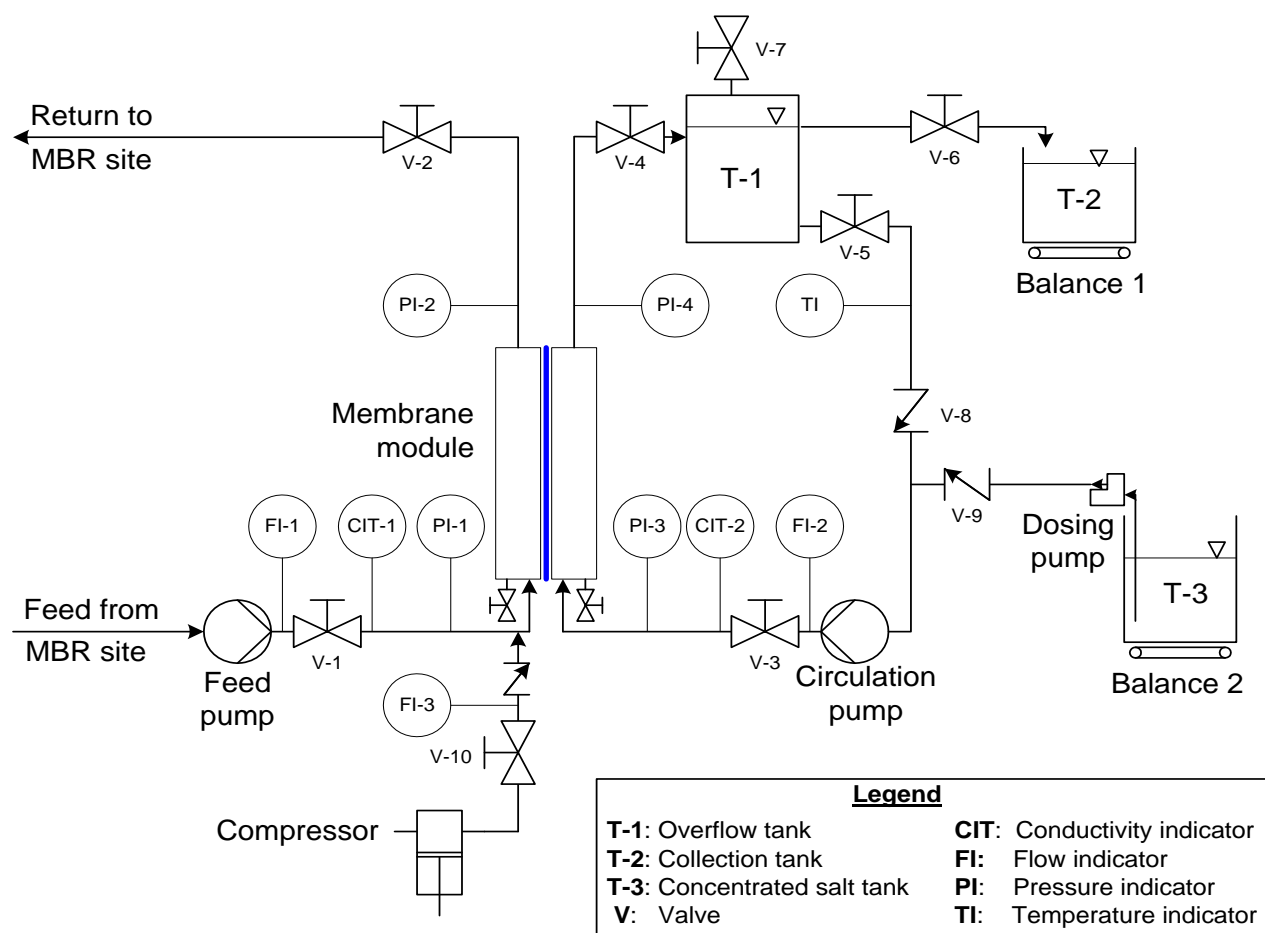 V-7
Return to
MBR site
V-2
V-4
T-1
V-6
T-2
V-5
Balance 1
PI-2
PI-4
TI
Membrane
module
V-8
FI-1
CIT-1
PI-1
PI-3
CIT-2
FI-2
V-9
Dosing
pump
T-3
Feed from
MBR site
V-1
V-3
Feed
pump
Circulation
pump
Balance 2
FI-3
V-10
Compressor
Legend
T-1: Overflow tank
T-2: Collection tank
T-3: Concentrated salt tank
V: Valve
CIT: Conductivity indicator
FI: Flow indicator
PI: Pressure indicator
TI: Temperature indicator